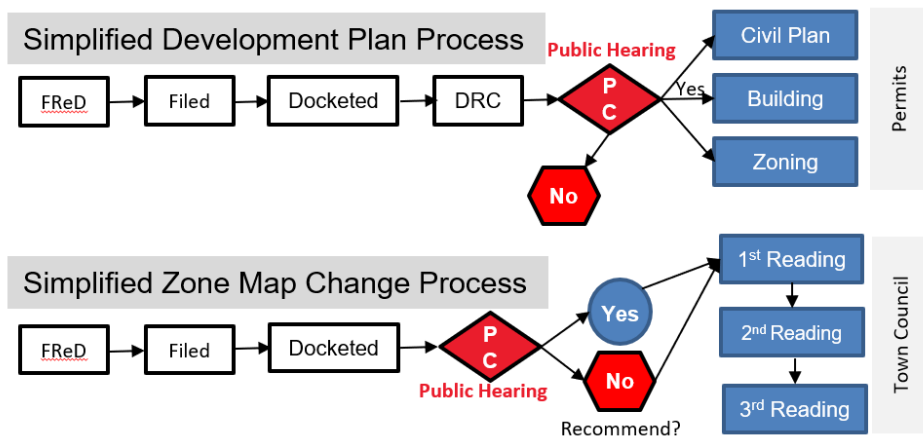 Simplified Development Plan Process
Public Hearing
FReD
Filed
Docketed
DRC
P
C
Yes
No
Civil Plan
Building
Zoning
Permits
Simplified Zone Map Change Process
FReD
Filed
Docketed
P
C
Public Hearing
Yes
No
Recommend?
1st Reading
2nd Reading
3rd Reading
Town Council